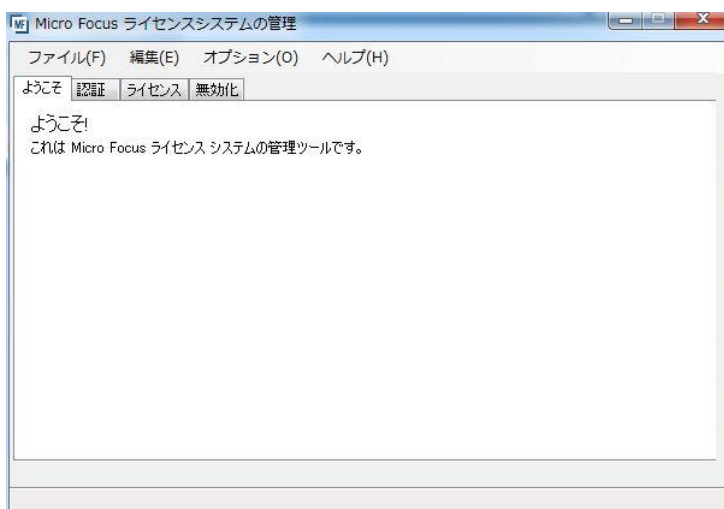 MF Micro Focus ライセンスシステムの管理
ファイル(F) 編集(E) オプション(O) ヘルプ(H)
ようこそ 認証 ライセンス 無効化
ようこそ!
これは Micro Focus ライセンス システムの管理ツールです。